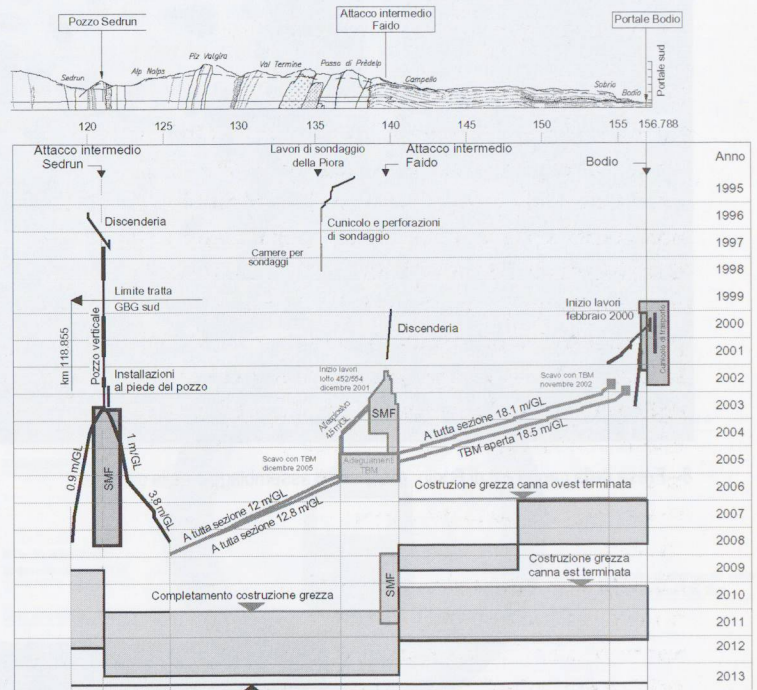 Pozzo Sedrun
Attacco intermedio
Faido
Portale Bodio
Sedrun
Alp Nalps
Piz Valgira
Val Termine
Passo di Prèdelp
Campello
Sobrio
Bodio
Portale sud
120
125
130
135
140
145
150
155
156.788
Attacco intermedio
Sedrun
Lavori di sondaggio
della Piora
Attacco intermedio
Faido
Bodio
Anno
1995
1996
1997
1998
1999
2000
2001
2002
2003
2004
2005
2006
2007
2008
2009
2010
2011
2012
2013
Discenderia
Cunicolo e perforazioni
di sondaggio
Camere per
sondaggi
Limite tratta
GBG sud
km 118.855
Pozzo verticale
Installazioni
al piede del pozzo
Discenderia
Inizio lavori
febbraio 2000
Cunicolo di trasporto
Inizio lavori
lotto 452/554
dicembre 2001
All'esplosivo
4.5 m/GL
SMF
Scavo con TBM
novembre 2002
A tutta sezione 18.1 m/GL
TBM aperta 18.5 m/GL
0.9 m/GL
SMF
1 m/GL
3.8 m/GL
Scavo con TBM
dicembre 2005
Adeguament
TBM
A tutta sezione 12 m/GL
A tutta sezione 12.8 m/GL
Costruzione grezza canna ovest terminata
Costruzione grezza
canna est terminata
SMF
Completamento costruzione grezza